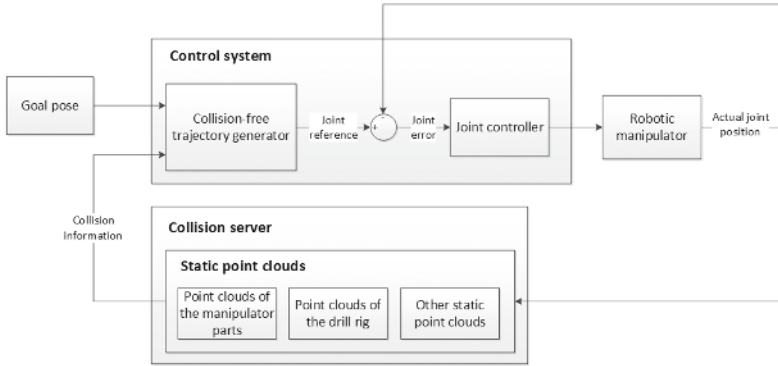 Control system
Goal pose
Collision-free
trajectory generator
Joint
reference
+
-
Joint
error
Joint controller
Robotic
manipulator
Actual joint
position
Collision
information
Collision server
Static point clouds
Point clouds of
the manipulator
parts
Point clouds of
the drill rig
Other static
point clouds